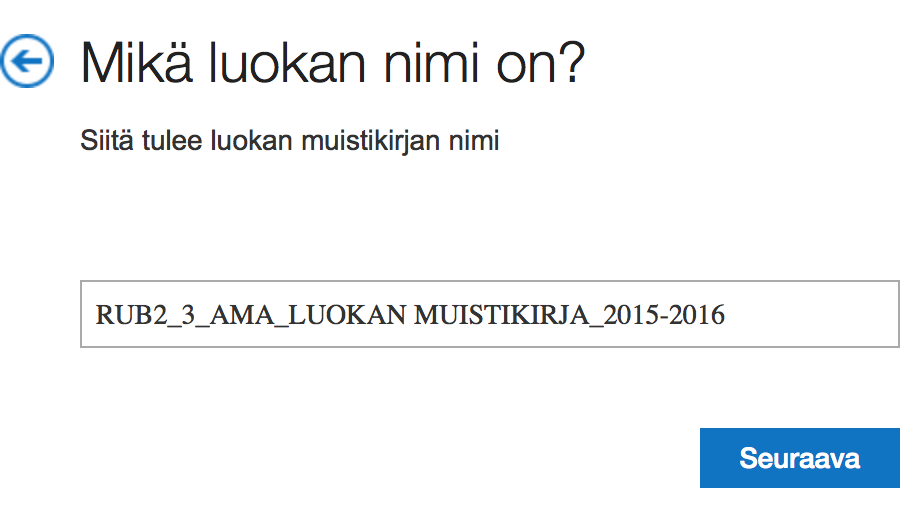 Mikä luokan nimi on?
Siitä tulee luokan muistikirjan nimi
RUB2_3_AMA_LUOKAN MUISTIKIRJA_2015-2016
Seuraava